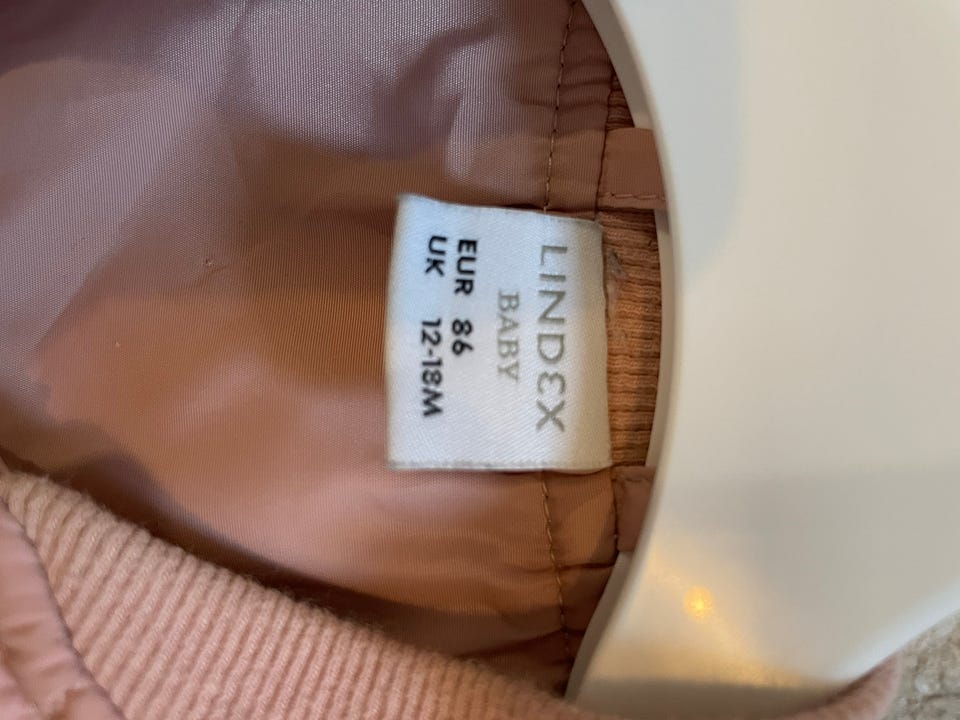 LINDEX
BABY
EUR 86
UK 12-18M